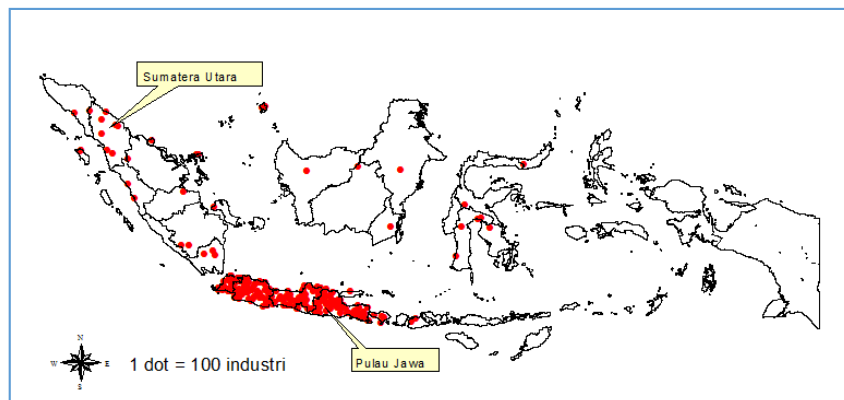 Sumatera Utara
Pulau Jawa
N
W E
S
1 dot = 100 industri